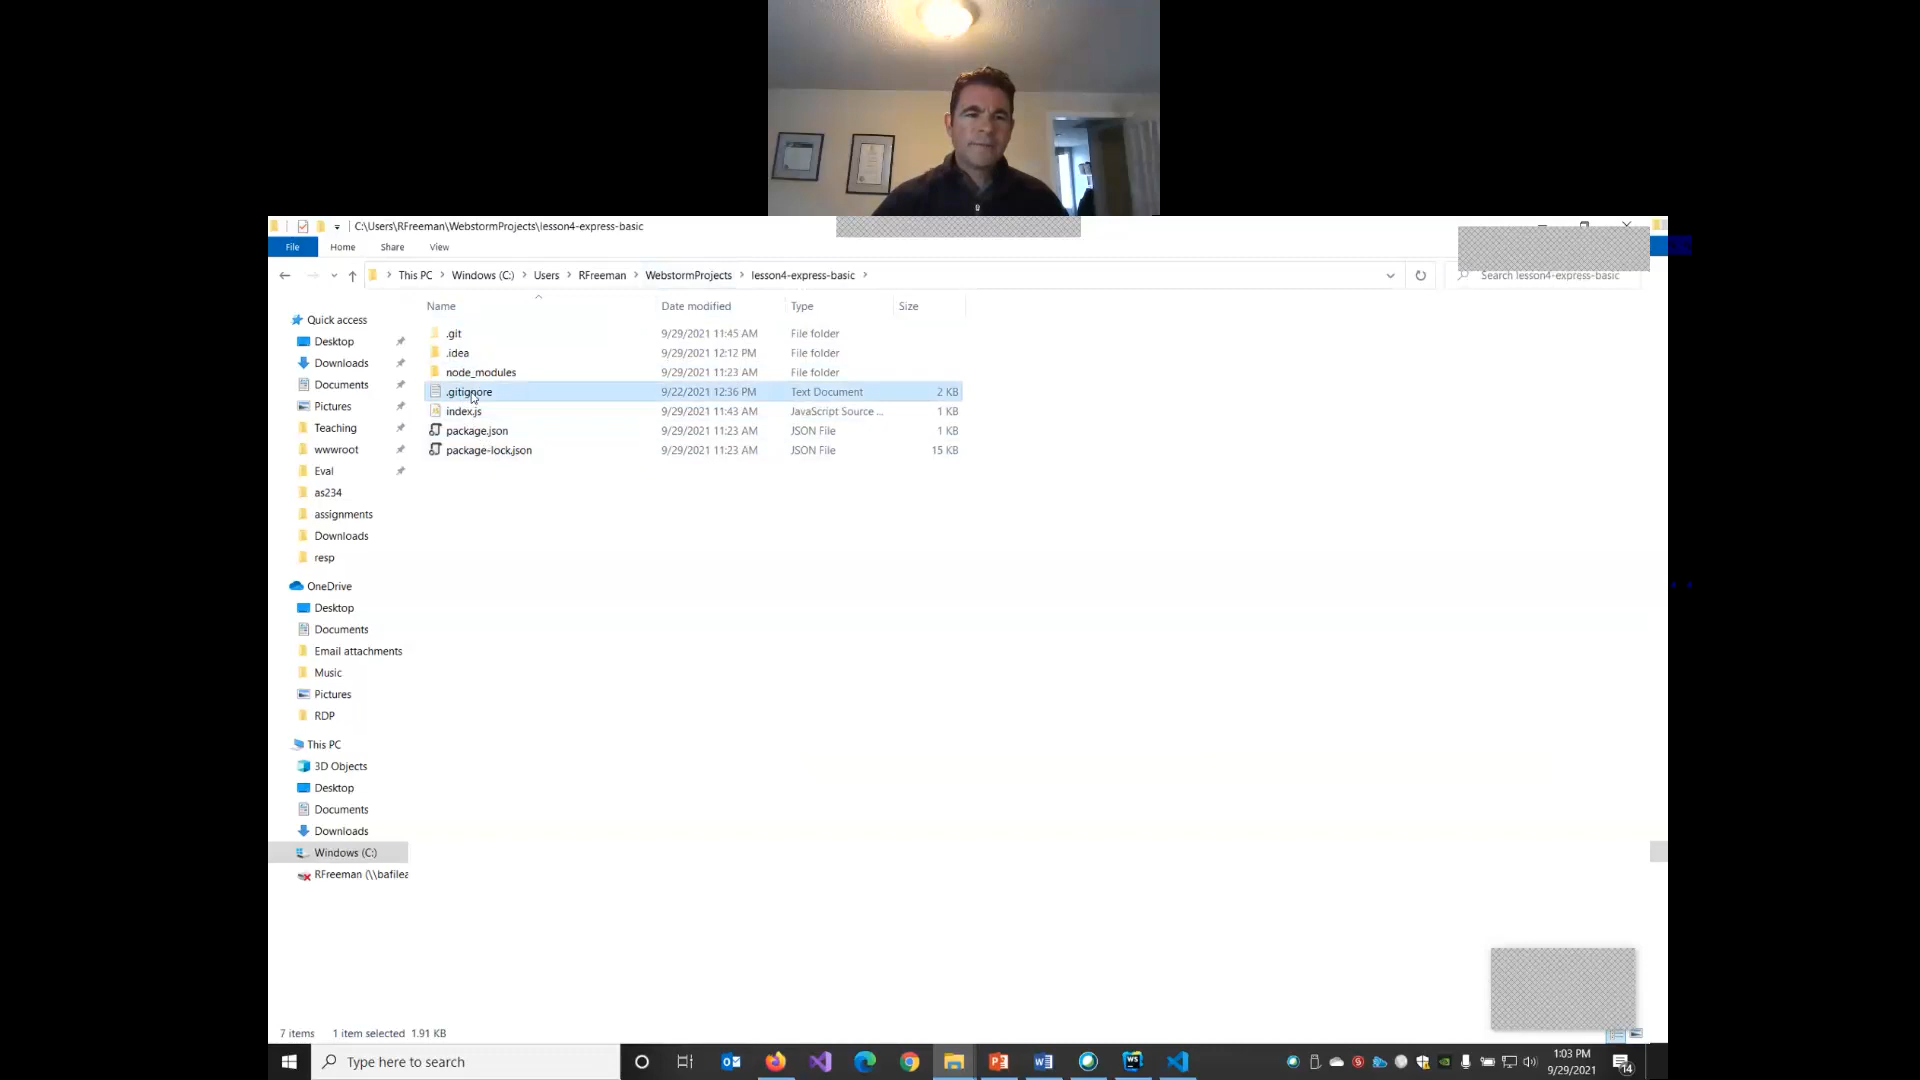 C:\Users\RFreeman\WebstormProjects\lesson4-express-basic
File Home Share View
This PC Windows (C:) Users RFreeman WebstormProjects lesson4-express-basic
Search lesson4-express-basic
Name Date modified Type Size
.git 9/29/2021 11:45 AM File folder
.idea 9/29/2021 12:12 PM File folder
node_modules 9/29/2021 11:23 AM File folder
.gitignore 9/22/2021 12:36 PM Text Document 2 KB
index.js 9/29/2021 11:43 AM JavaScript Source ... 1 KB
package.json 9/29/2021 11:23 AM JSON File 1 KB
package-lock.json 9/29/2021 11:23 AM JSON File 15 KB
Quick access
Desktop
Downloads
Documents
Pictures
Teaching
wwwroot
Eval
as234
assignments
Downloads
resp
OneDrive
Desktop
Documents
Email attachments
Music
Pictures
RDP
This PC
3D Objects
Desktop
Documents
Downloads
Windows (C:)
RFreeman (\\bafilea
7 items 1 item selected 1.91 KB
Type here to search
1:03 PM
9/29/2021
14